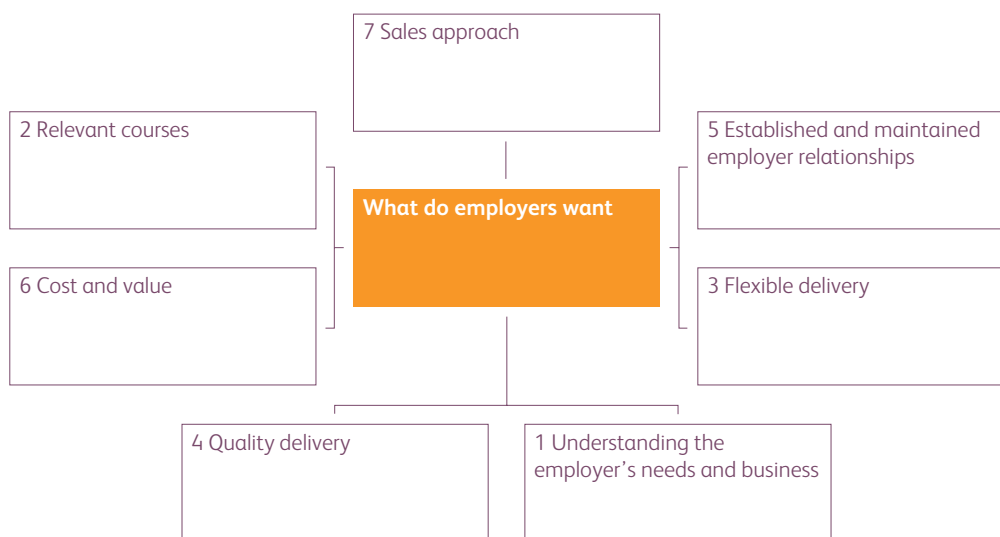 7 Sales approach
2 Relevant courses
5 Established and maintained
employer relationships
What do employers want
6 Cost and value
3 Flexible delivery
4 Quality delivery
1 Understanding the
employer’s needs and business